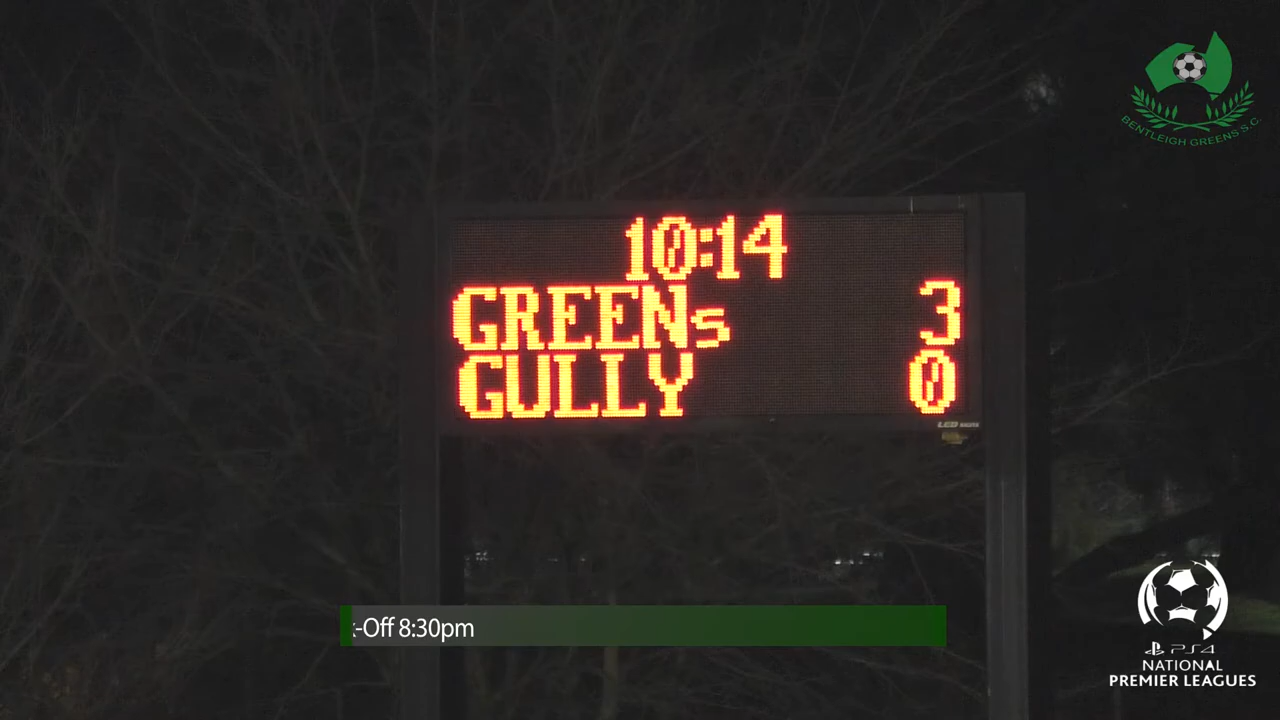 BENTLEIGH GREENS S.C.
10:14
GREENs 3
GULLY 0
-Off 8:30pm
PS4
NATIONAL
PREMIER LEAGUES